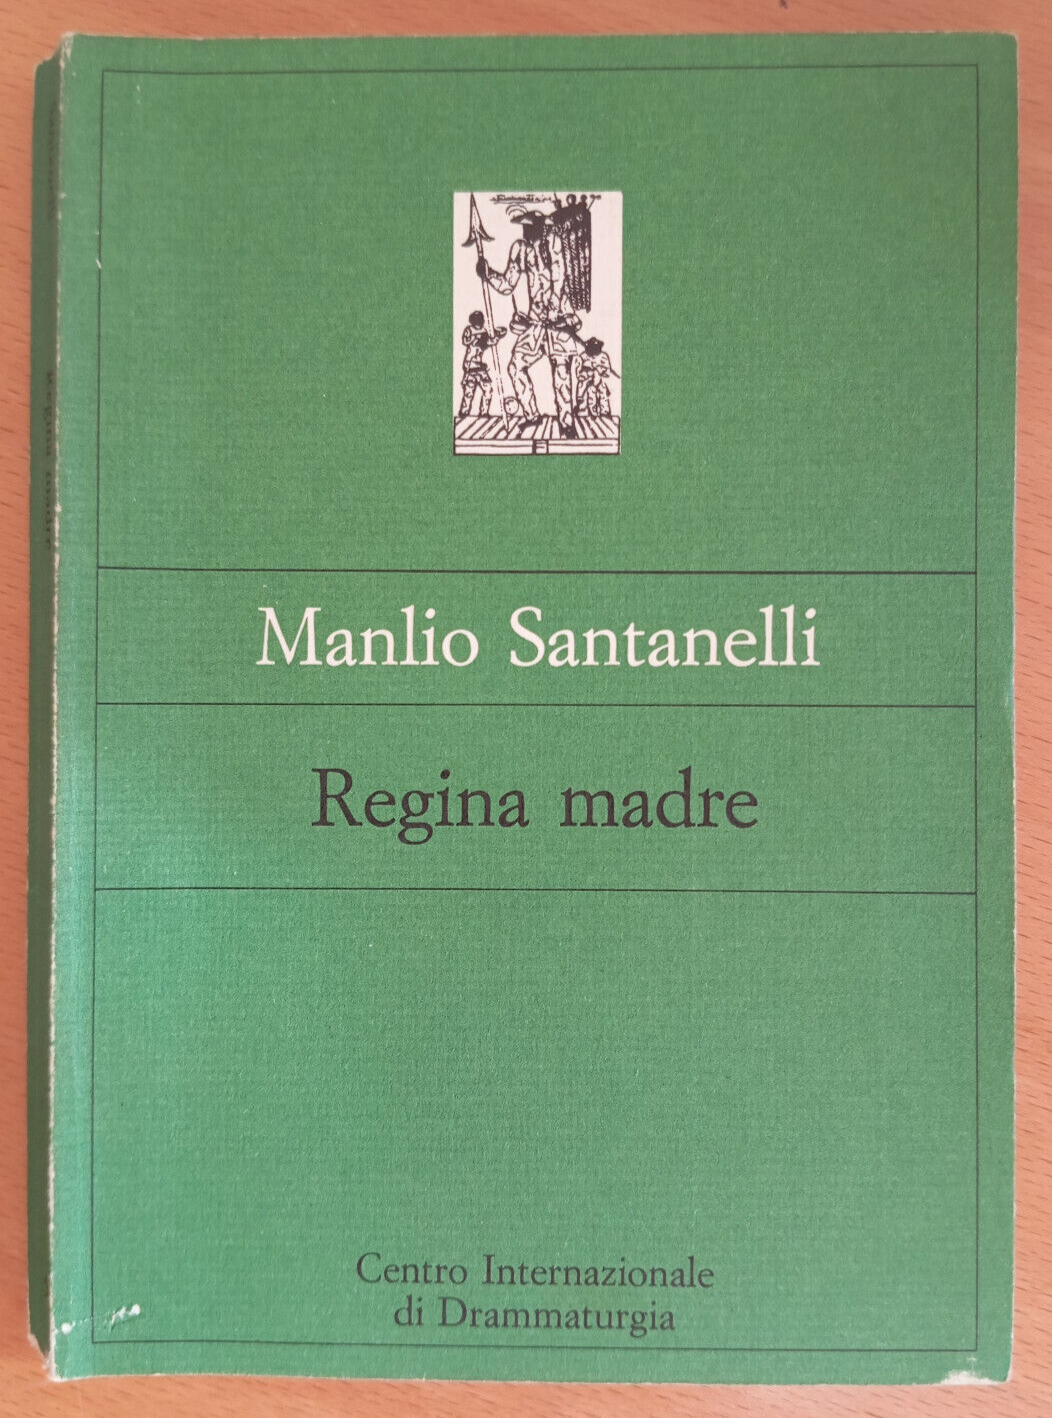 Manlio Santanelli
Regina madre
Centro Internazionale
di Drammaturgia